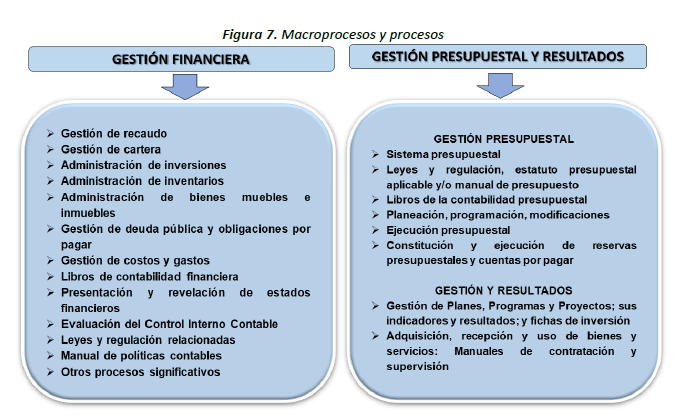 Figura 7. Macroprocesos y procesos
GESTIÓN FINANCIERA
Gestión de recaudo
Gestión de cartera
Administración de inversiones
Administración de inventarios
Administración de bienes muebles e
inmuebles
Gestión de deuda pública y obligaciones por
pagar
Gestión de costos y gastos
Libros de contabilidad financiera
Presentación y revelación de estados
financieros
Evaluación del Control Interno Contable
Leyes y regulación relacionadas
Manual de políticas contables
Otros procesos significativos
GESTIÓN PRESUPUESTAL Y RESULTADOS
GESTIÓN PRESUPUESTAL
Sistema presupuestal
Leyes y regulación, estatuto presupuestal
aplicable y/o manual de presupuesto
Libros de la contabilidad presupuestal
Planeación, programación, modificaciones
Ejecución presupuestal
Constitución y ejecución de reservas
presupuestales y cuentas por pagar
GESTIÓN Y RESULTADOS
Gestión de Planes, Programas y Proyectos; sus
indicadores y resultados; y fichas de inversión
Adquisición, recepción y uso de bienes y
servicios: Manuales de contratación y
supervisión